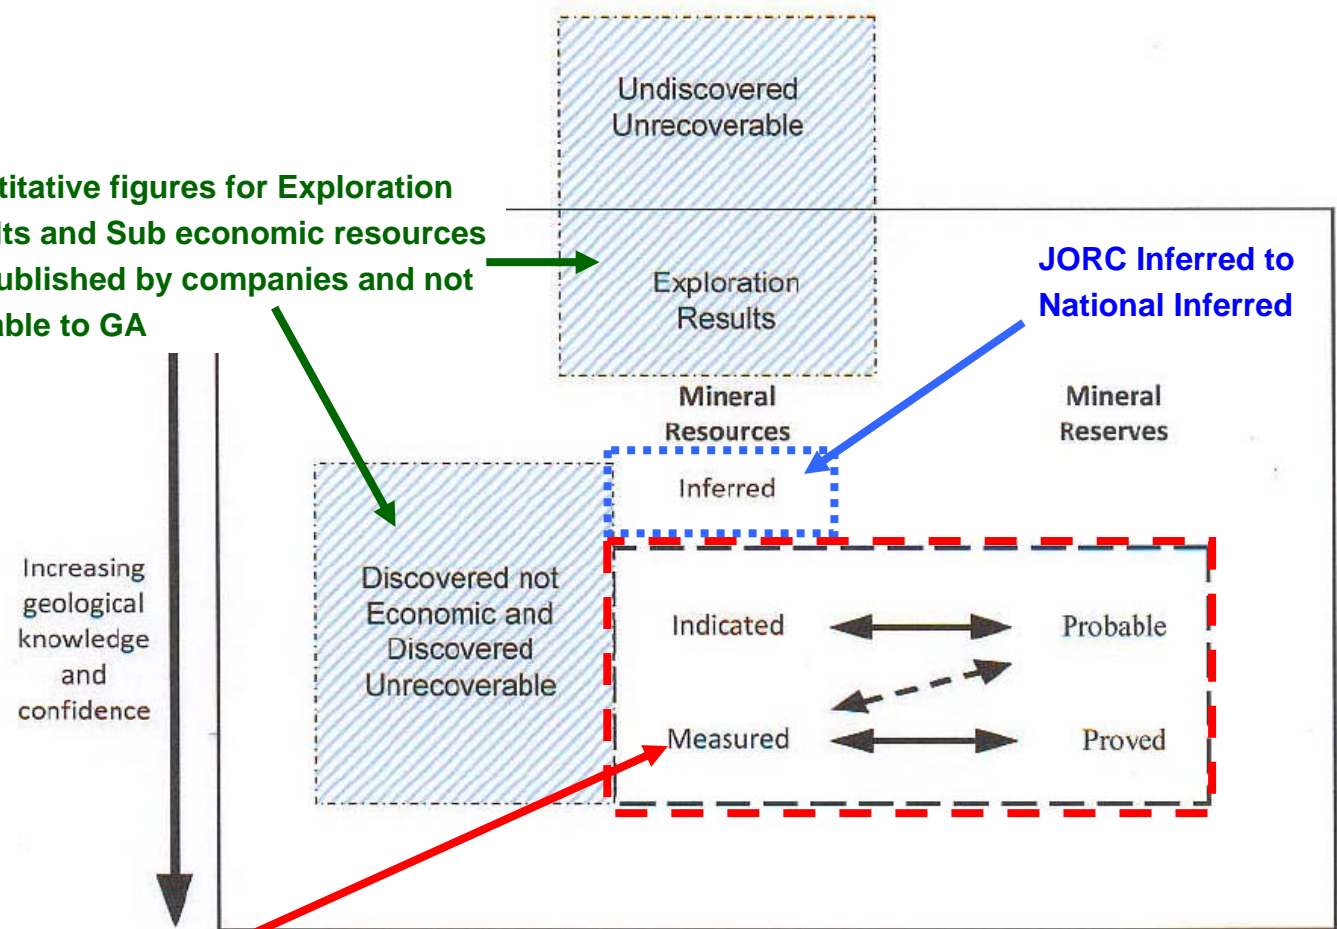 Undiscovered
Unrecoverable
titative figures for Exploration
lts and Sub economic resources
ublished by companies and not
able to GA
Exploration
Results
JORC Inferred to
National Inferred
Mineral
Resources
Mineral
Reserves
Inferred
Increasing
geological
knowledge
and
confidence
Discovered not
Economic and
Discovered
Unrecoverable
Indicated
Probable
Measured
Proved